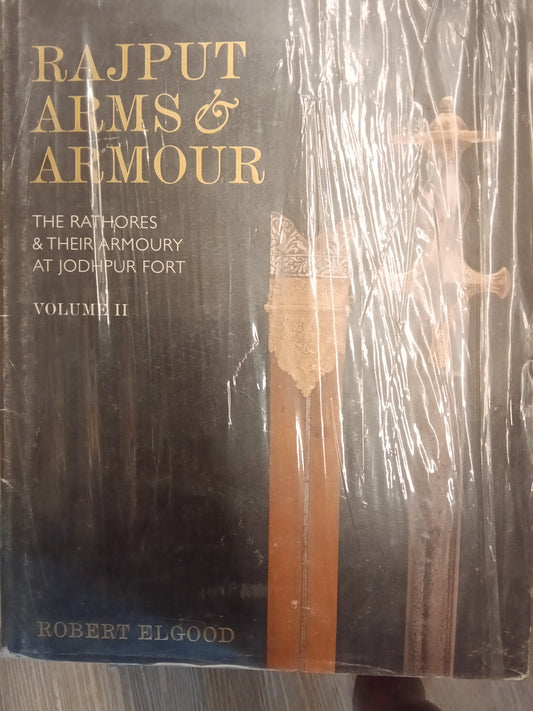 RAJPUT
ARMS &
ARMOUR
THE RATHORES
& THEIR ARMOURY
AT JODHPUR FORT
VOLUME II
ROBERT ELGOOD